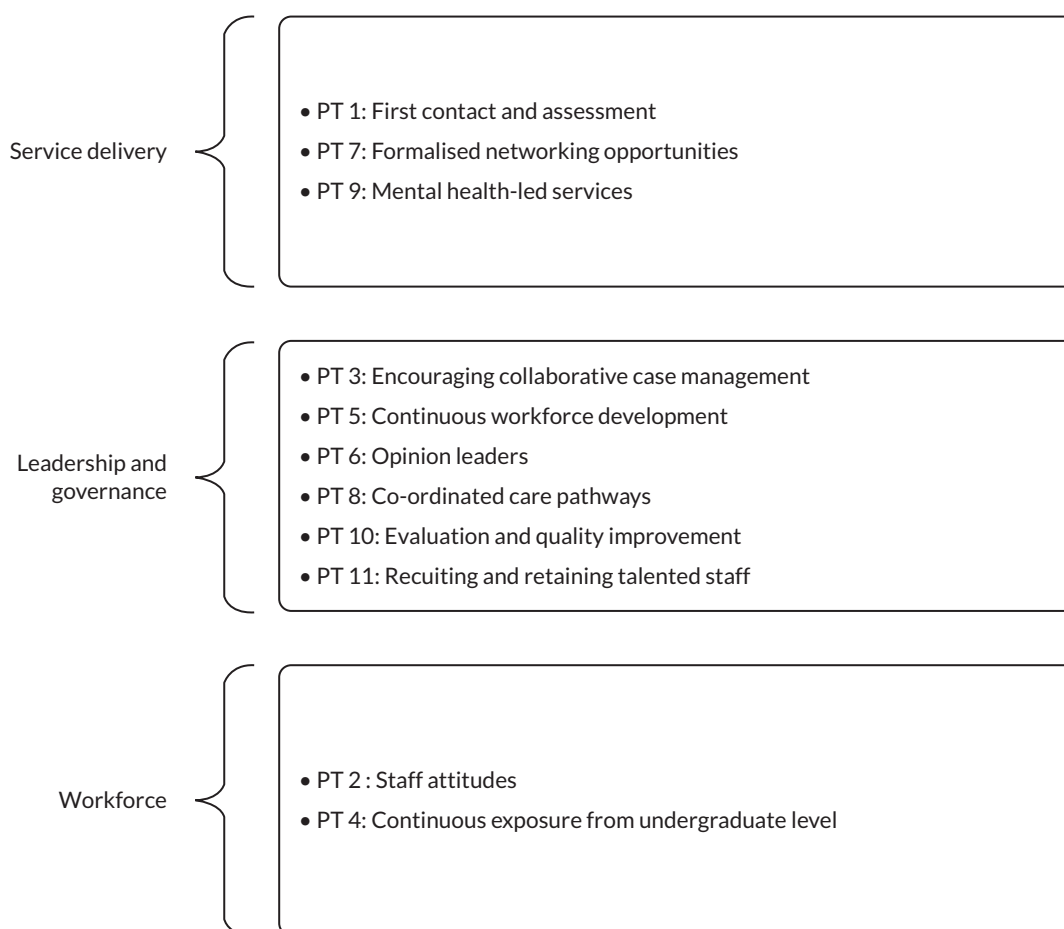 Service delivery
• PT 1: First contact and assessment
• PT 7: Formalised networking opportunities
• PT 9: Mental health-led services
Leadership and
governance
• PT 3: Encouraging collaborative case management
• PT 5: Continuous workforce development
• PT 6: Opinion leaders
• PT 8: Co-ordinated care pathways
• PT 10: Evaluation and quality improvement
• PT 11: Recuiting and retaining talented staff
Workforce
• PT 2 : Staff attitudes
• PT 4: Continuous exposure from undergraduate level